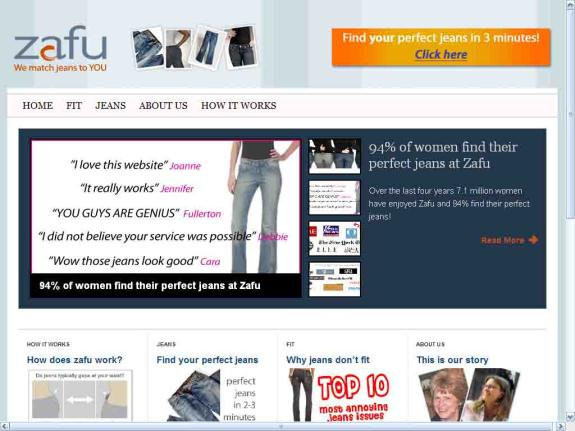 zafu
We match jeans to YOU
Find your perfect jeans in 3 minutes!
Click here
HOME FIT JEANS ABOUT US HOW IT WORKS
"I love this website" Joanne
"It really works" Jennifer
"YOU GUYS ARE GENIUS" Fullerton
"I did not believe your service was possible" Debbie
"Wow those jeans look good" Cara
94% of women find their perfect jeans at Zafu
94% of women find their
perfect jeans at Zafu
Over the last four years 7.1 million women
have enjoyed Zafu and 94% find their perfect
jeans!
Read More
ELLE
HOW IT WORKS
How does zafu work?
Do jeans typically gape at your waist?
JEANS
Find your perfect jeans
perfect
jeans in
2-3
minutes
FIT
Why jeans don't fit
TOP 10
most annoying
jeans issues
ABOUT US
This is our story